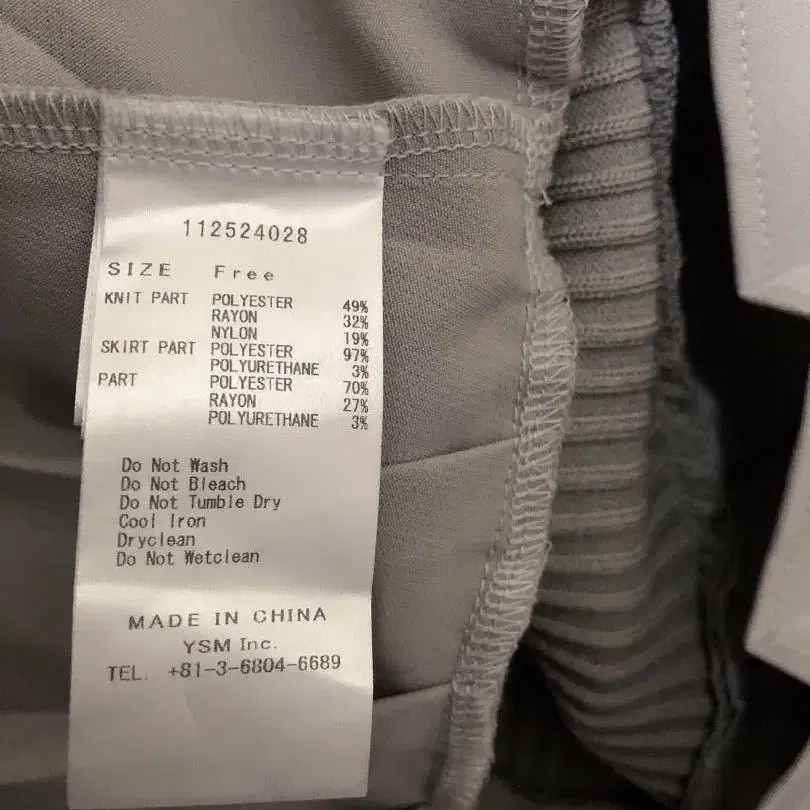 112524028
SIZE Free
KNIT PART POLYESTER 49%
RAYON 32%
NYLON 19%
SKIRT PART POLYESTER 97%
POLYURETHANE 3%
PART POLYESTER 70%
RAYON 27%
POLYURETHANE 3%
Do Not Wash
Do Not Bleach
Do Not Tumble Dry
Cool Iron
Dryclean
Do Not Wetclean
MADE IN CHINA
YSM Inc.
TEL. +81-3-6804-6689